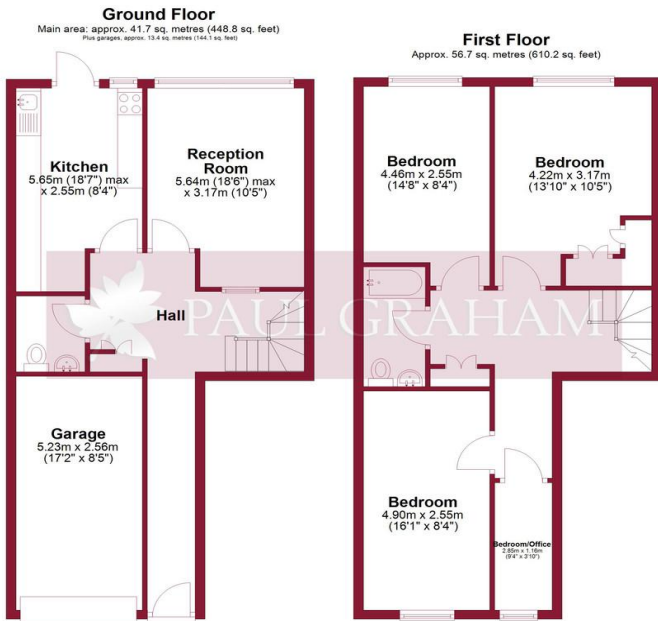 Ground Floor
Main area: approx. 41.7 sq. metres (448.8 sq. feet)
Plus garages, approx. 13.4 sq. metres (144.1 sq. feet)
Kitchen
5.65m (18'7") max
x 2.55m (8'4")
Reception
Room
5.64m (18'6") max
x 3.17m (10'5")
Hall
Garage
5.23m x 2.56m
(17'2" x 8'5")
First Floor
Approx. 56.7 sq. metres (610.2 sq. feet)
Bedroom
4.46m x 2.55m
(14'8" x 8'4")
Bedroom
4.22m x 3.17m
(13'10" x 10'5")
PAUL GRAHAM
Bedroom
4.90m x 2.55m
(16'1" x 8'4")
Bedroom/Office
2.85m x 1.16m
(9'4" x 3'10")